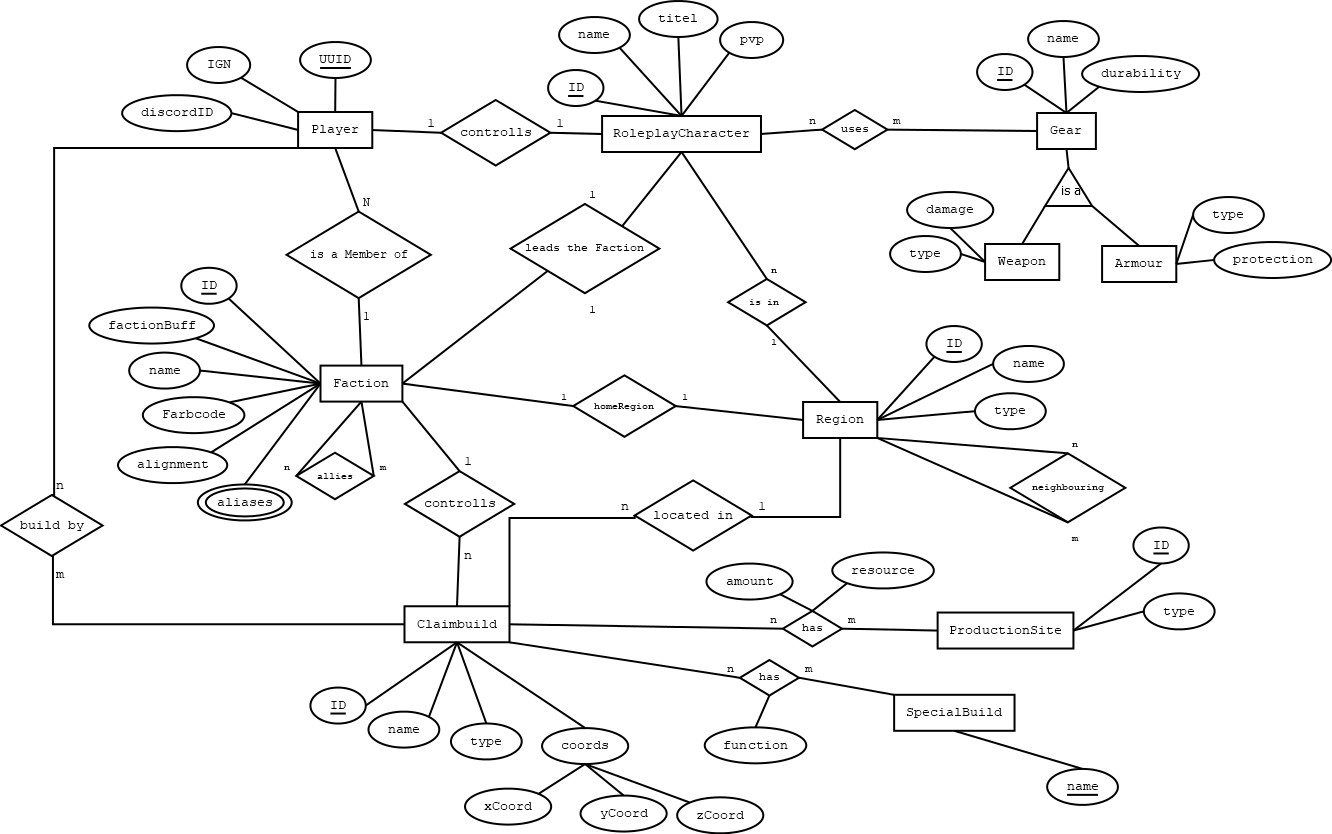 titel
name
pvp
name
IGN
UUID
ID
durability
ID
discordID
Player
1
controlls
1
RoleplayCharacter
n
uses
m
Gear
is a
N
1
damage
type
is a Member of
leads the Faction
type
Weapon
Armour
protection
ID
n
is in
1
1
factionBuff
1
ID
name
Faction
name
Farbcode
1
homeRegion
1
type
Region
alignment
n
allies
m
1
n
neighbouring
m
aliases
controlls
n
located in
1
n
build by
m
n
ID
amount
resource
type
Claimbuild
n
has
m
ProductionSite
n
has
m
ID
name
type
coords
function
SpecialBuild
name
xCoord
yCoord
zCoord